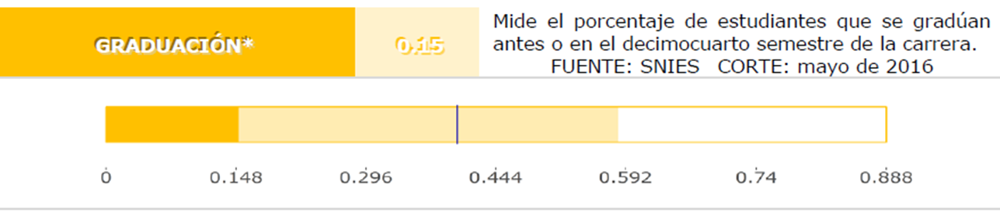 GRADUACIÓN*
0.15
Mide el porcentaje de estudiantes que se gradúan
antes o en el decimocuarto semestre de la carrera.
FUENTE: SNIES CORTE: mayo de 2016
0 0.148 0.296 0.444 0.592 0.74 0.888